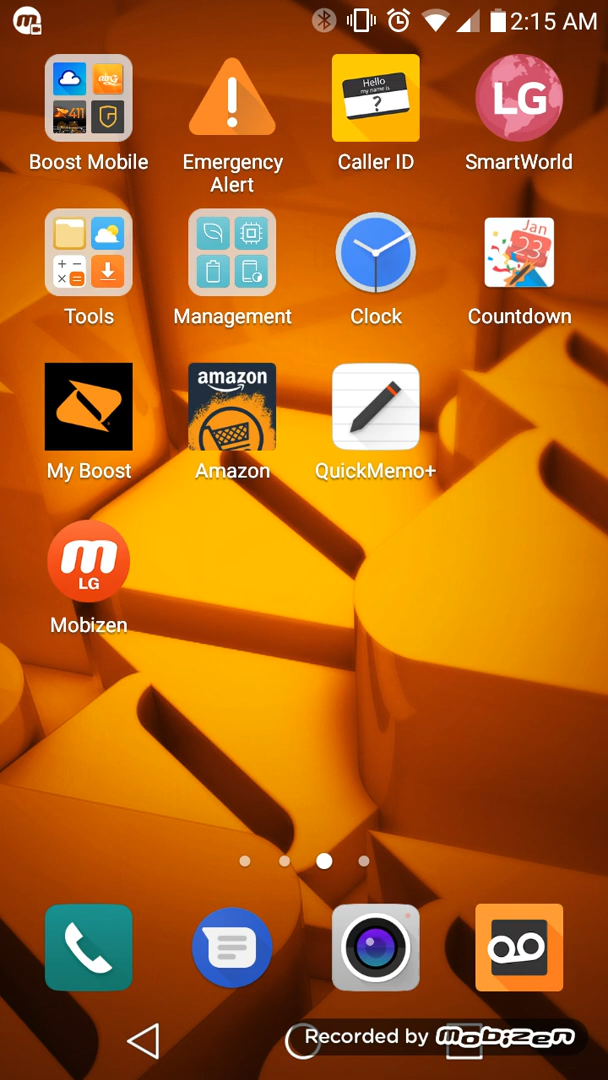 2:15 AM
Hello
my name is
?
LG
Boost Mobile
Emergency
Alert
Caller ID
SmartWorld
Jan
23
Tools
Management
Clock
Countdown
amazon
My Boost
Amazon
QuickMemo+
m
LG
Mobizen
Recorded by mobizen